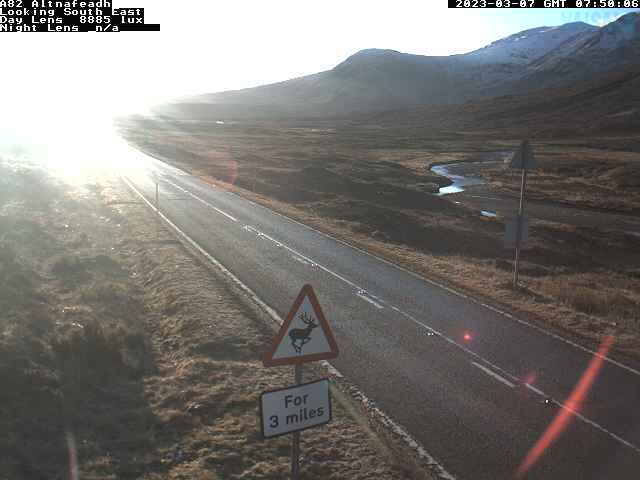 A82 Altnafeadh
Looking South East
Day Lens 8885 lux
Night Lens n/a
2023-03-07 GMT 07:50:06
For
3 miles